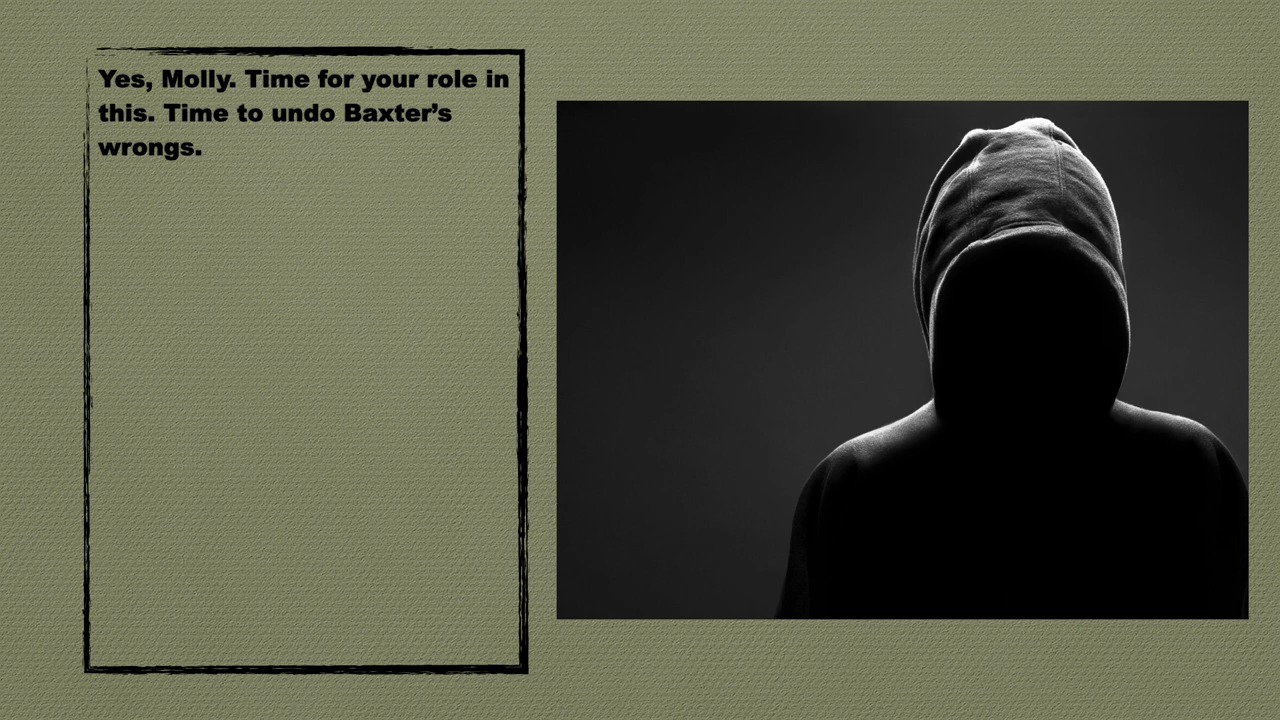 Yes, Molly. Time for your role in
this. Time to undo Baxter’s
wrongs.